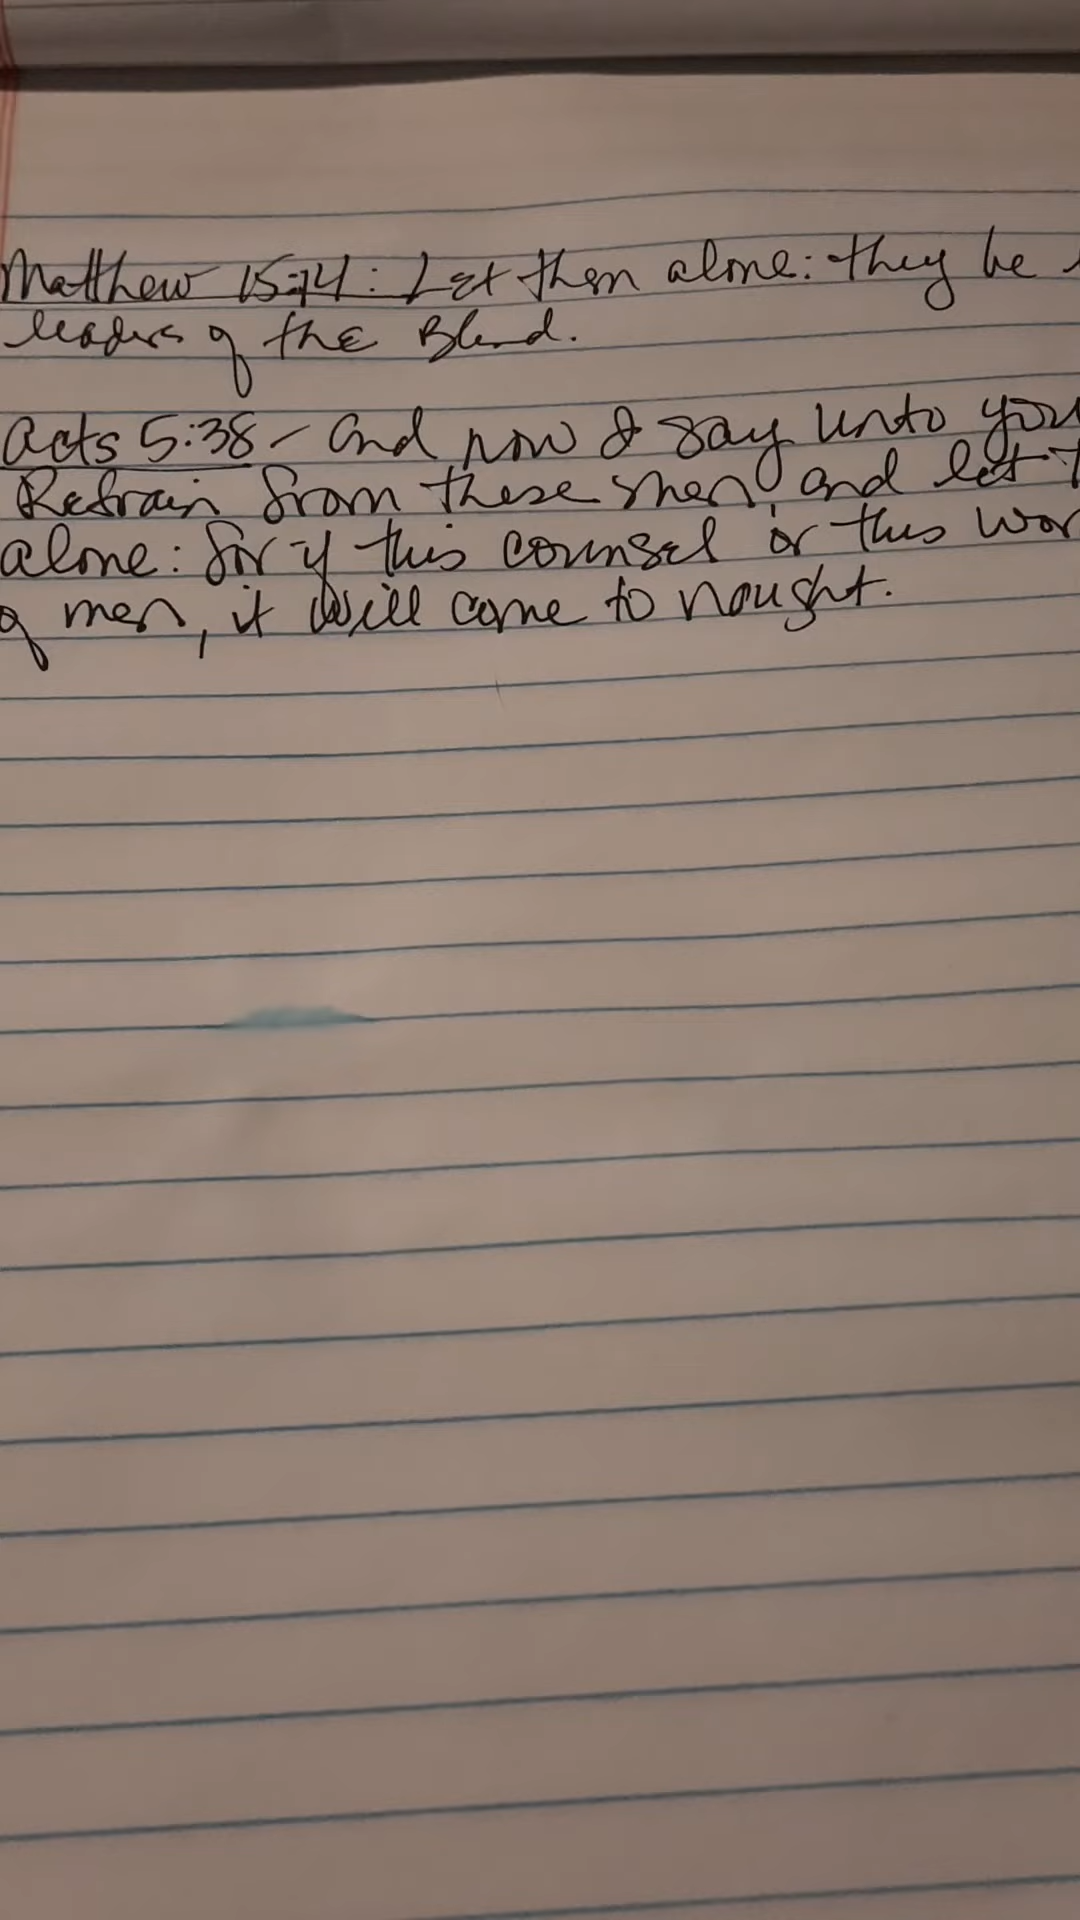 Matthew 15:14: Let them alone: they be
leaders of the Blind.
Acts 5:38 - And now I say unto you
Refrain from these men and let
alone: for if this counsel or this wor
of men, it will come to nought.